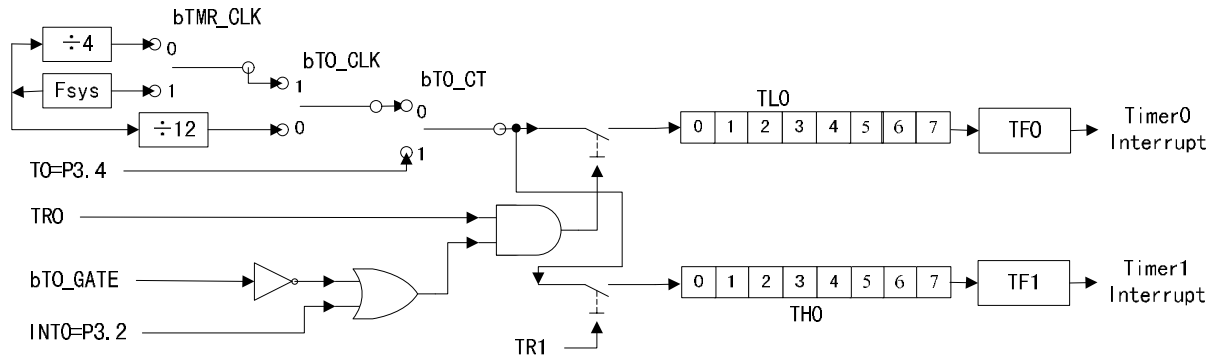 bTMR_CLK
÷4
0
bT0_CLK
1
bT0_CT
Fsys
1
0
TL0
÷12
0
0 1 2 3 4 5 6 7
TF0
Timer0
Interrupt
T0=P3.4
1
TR0
bT0_GATE
0 1 2 3 4 5 6 7
TF1
Timer1
Interrupt
TH0
INT0=P3.2
TR1